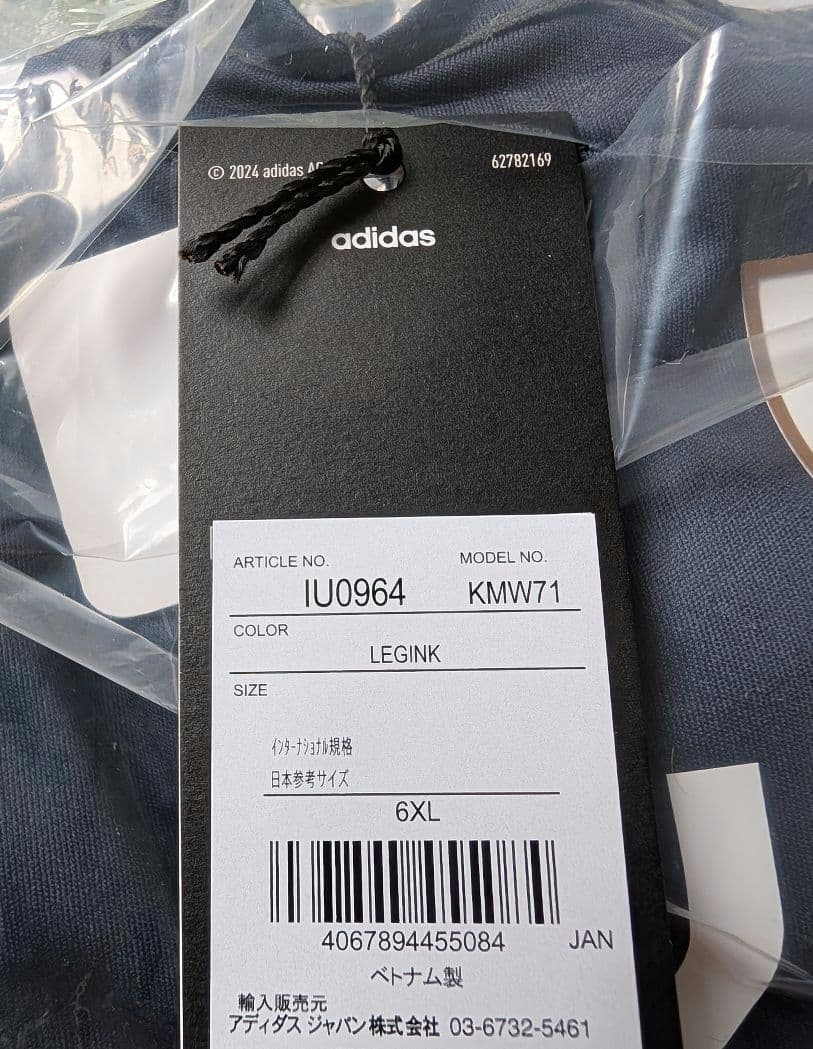 © 2024 adidas AG
62782169
adidas
ARTICLE NO. MODEL NO.
IU0964 KMW71
COLOR
LEGINK
SIZE
ｲﾝﾀｰﾅｼｮﾅﾙ規格
日本参考サイズ
6XL
4067894455084 JAN
ベトナム製
輸入販売元
アディダス ジャパン株式会社 03-6732-5461